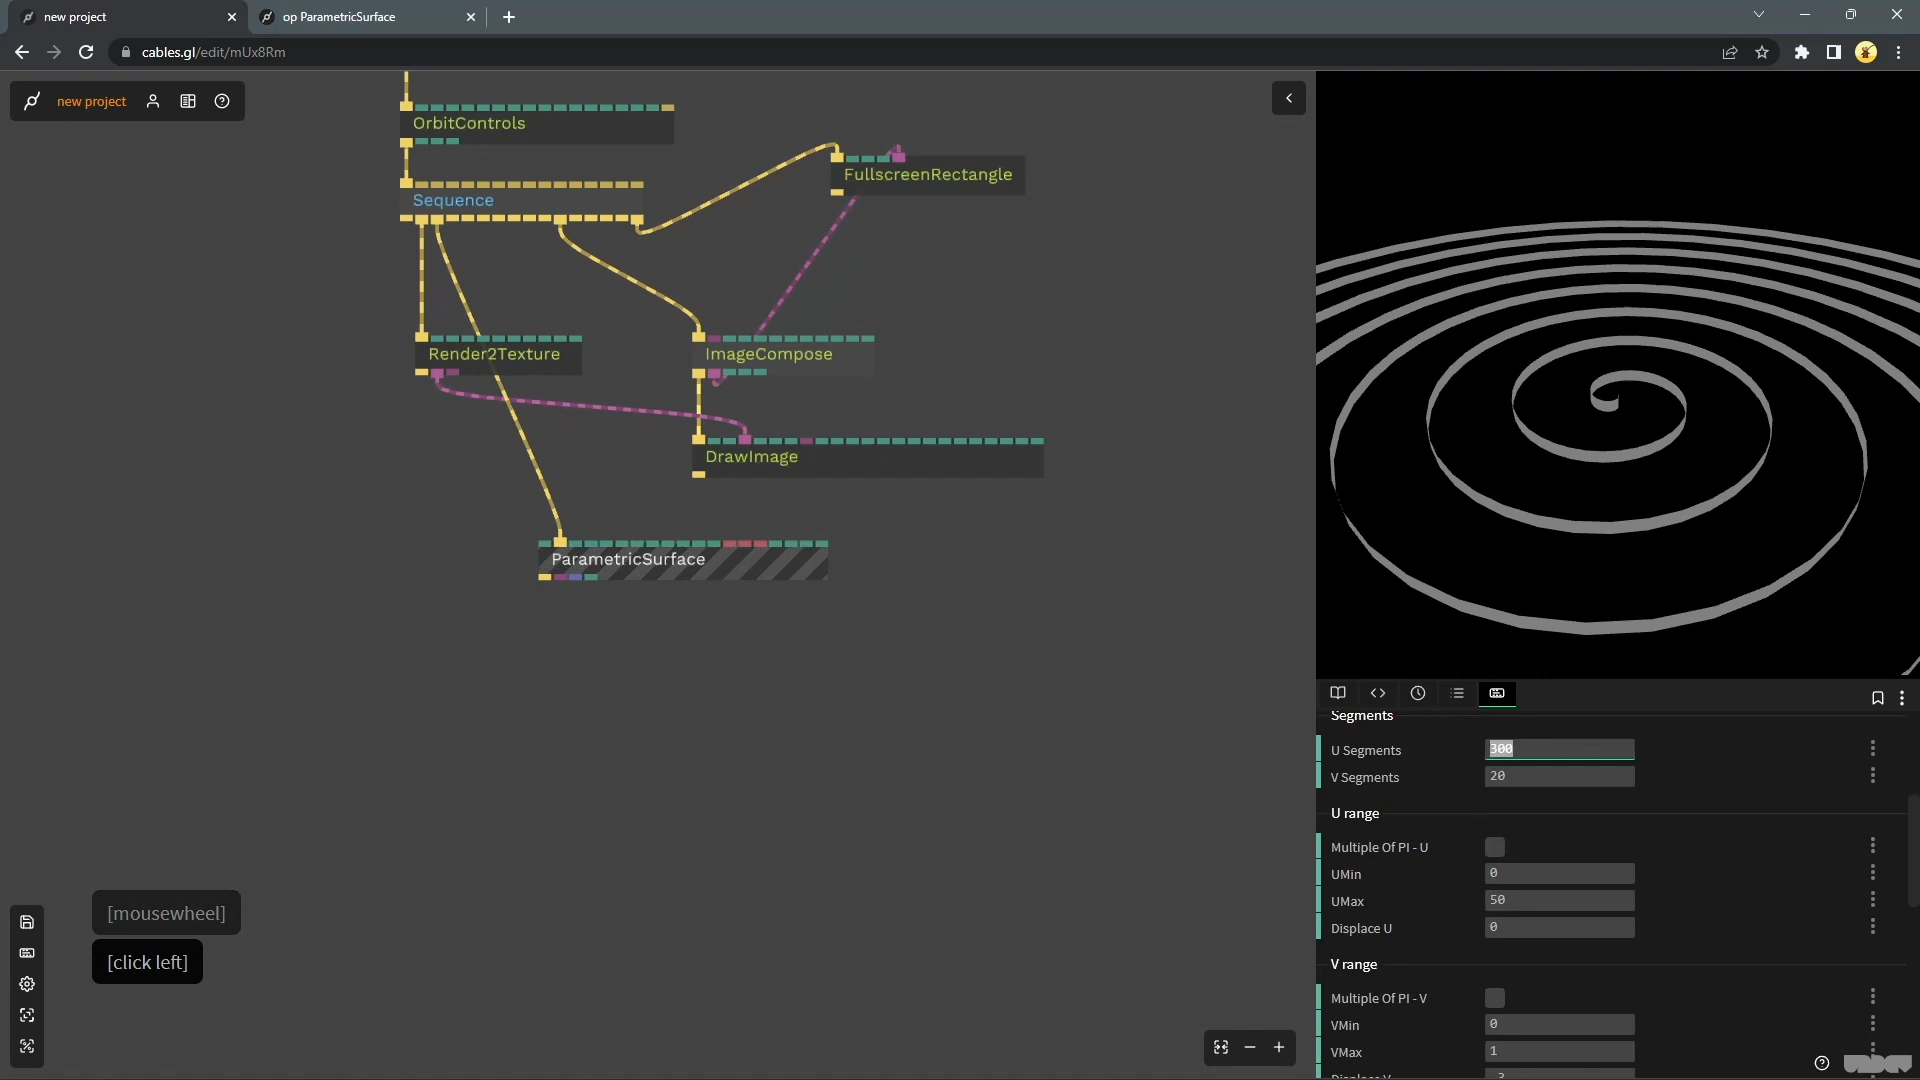 new project
op ParametricSurface
cables.gl/edit/mUx8Rm
new project
OrbitControls
Sequence
FullscreenRectangle
Render2Texture
ImageCompose
DrawImage
ParametricSurface
Segments
U Segments
300
V Segments
20
U range
Multiple Of PI - U
UMin
0
UMax
50
Displace U
0
V range
Multiple Of PI - V
VMin
0
VMax
1
[mousewheel]
[click left]